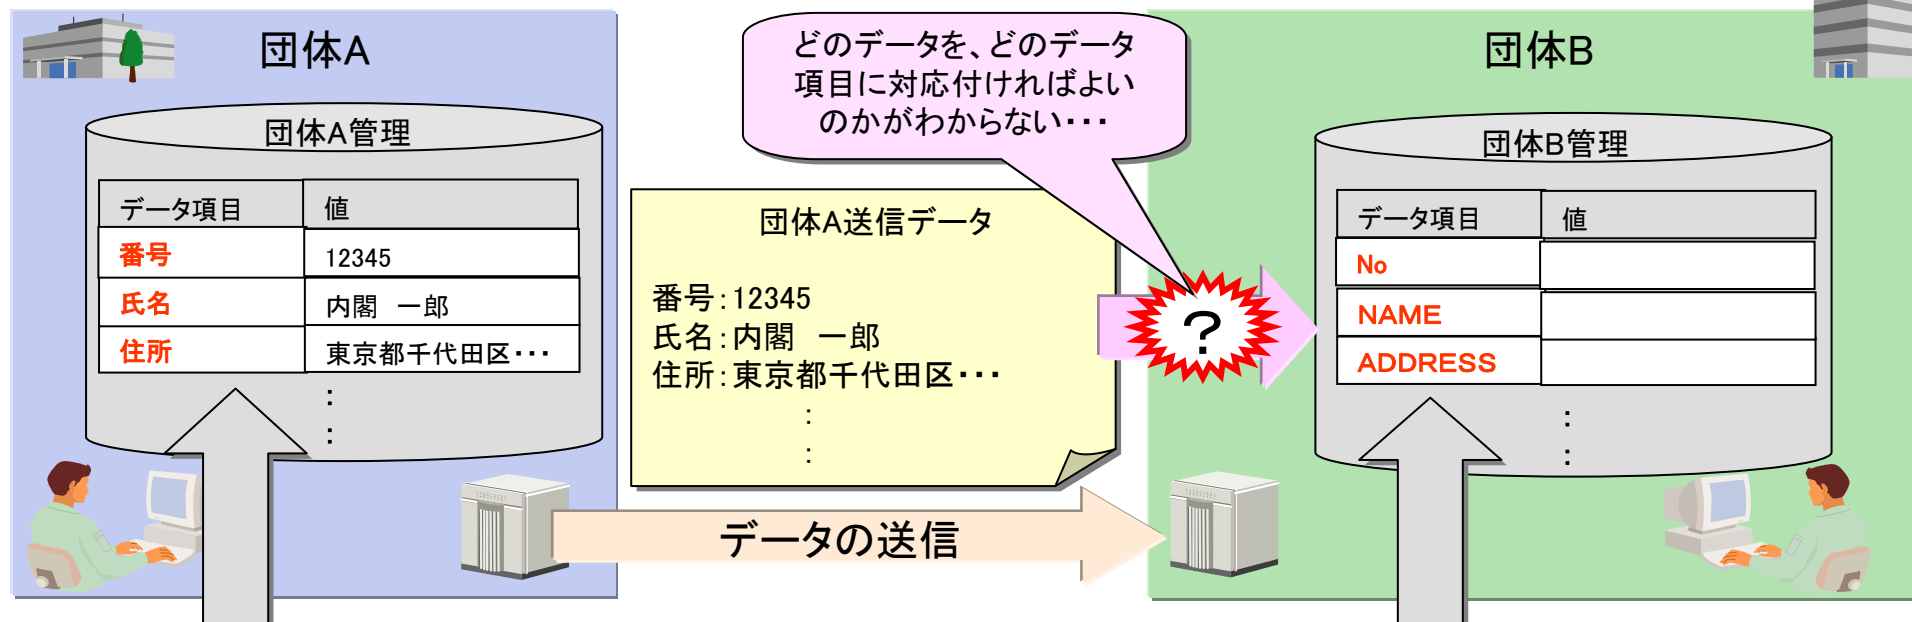 団体A
団体A管理
データ項目 値
番号 12345
氏名 内閣　一郎
住所 東京都千代田区・・・
：
：
どのデータを、どのデータ
項目に対応付ければよい
のかがわからない・・・
団体A送信データ
番号：12345
氏名：内閣　一郎
住所：東京都千代田区・・・
：
：
？
データの送信
団体B
団体B管理
データ項目 値
No
NAME
ADDRESS
：
：